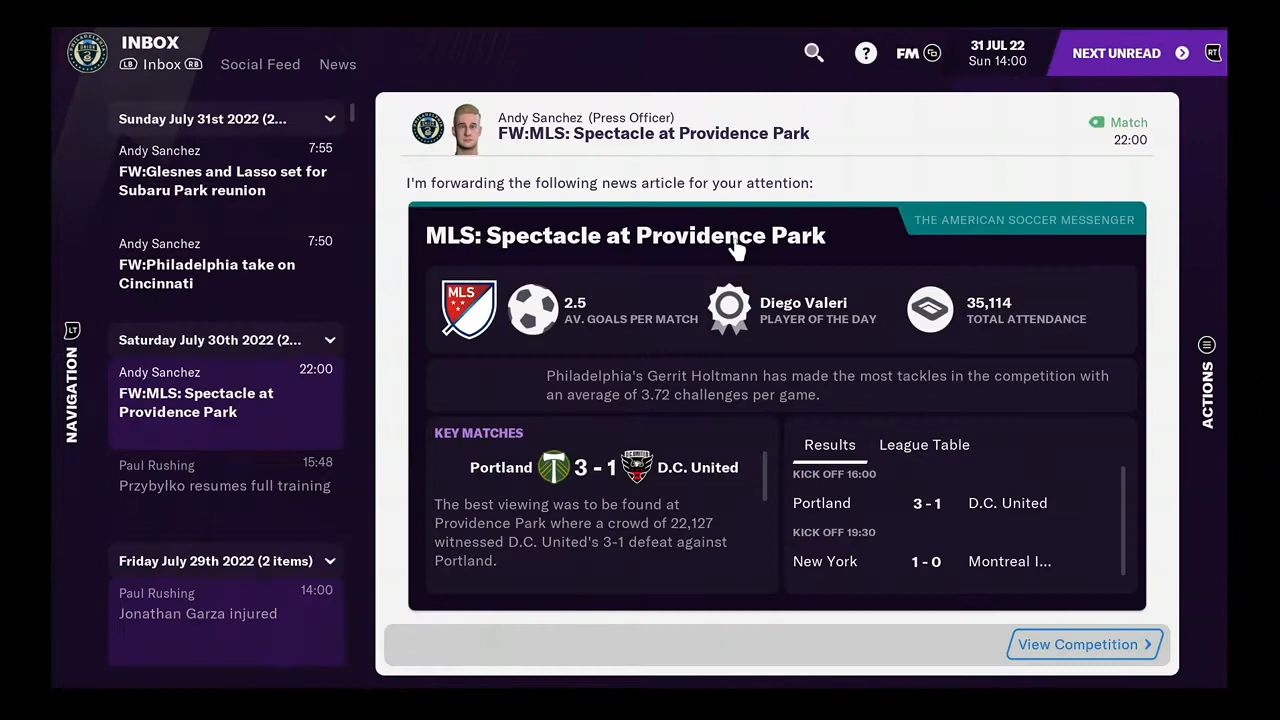 INBOX
LB Inbox RB Social Feed News
FM
31 JUL 22
Sun 14:00
NEXT UNREAD
RT
Sunday July 31st 2022 (2...
Andy Sanchez 7:55
FW:Glesnes and Lasso set for
Subaru Park reunion
Andy Sanchez 7:50
FW:Philadelphia take on
Cincinnati
Saturday July 30th 2022 (2...
Andy Sanchez 22:00
FW:MLS: Spectacle at
Providence Park
Paul Rushing 15:48
Przybylko resumes full training
Friday July 29th 2022 (2 items)
Paul Rushing 14:00
Jonathan Garza injured
NAVIGATION LT
Andy Sanchez (Press Officer)
FW:MLS: Spectacle at Providence Park
Match
22:00
I'm forwarding the following news article for your attention:
THE AMERICAN SOCCER MESSENGER
MLS: Spectacle at Providence Park
MLS
2.5
AV. GOALS PER MATCH
Diego Valeri
PLAYER OF THE DAY
35,114
TOTAL ATTENDANCE
Philadelphia's Gerrit Holtmann has made the most tackles in the competition with
an average of 3.72 challenges per game.
KEY MATCHES
Portland 3 - 1 D.C. United
The best viewing was to be found at
Providence Park where a crowd of 22,127
witnessed D.C. United's 3-1 defeat against
Portland.
Results League Table
KICK OFF 16:00
Portland 3 - 1 D.C. United
KICK OFF 19:30
New York 1 - 0 Montreal I...
View Competition
ACTIONS